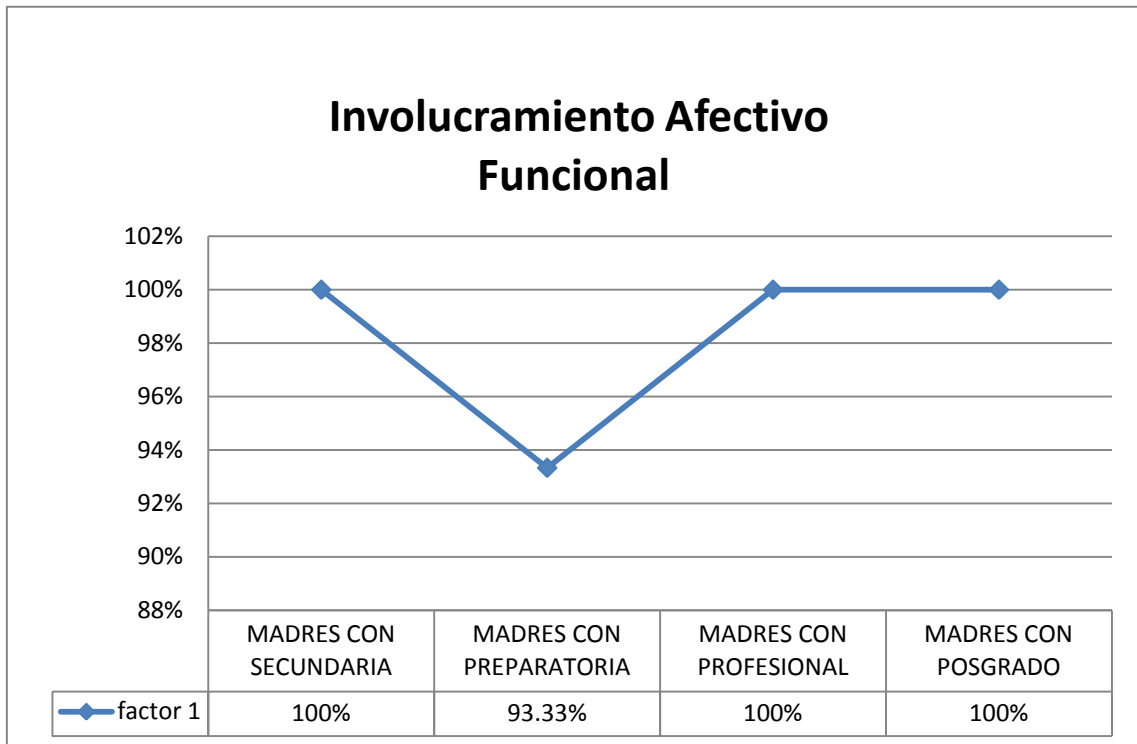 Involucramiento Afectivo
Funcional
102%
100%
98%
96%
94%
92%
90%
88%
MADRES CON
SECUNDARIA
MADRES CON
PREPARATORIA
MADRES CON
PROFESIONAL
MADRES CON
POSGRADO
factor 1
100%
93.33%
100%
100%